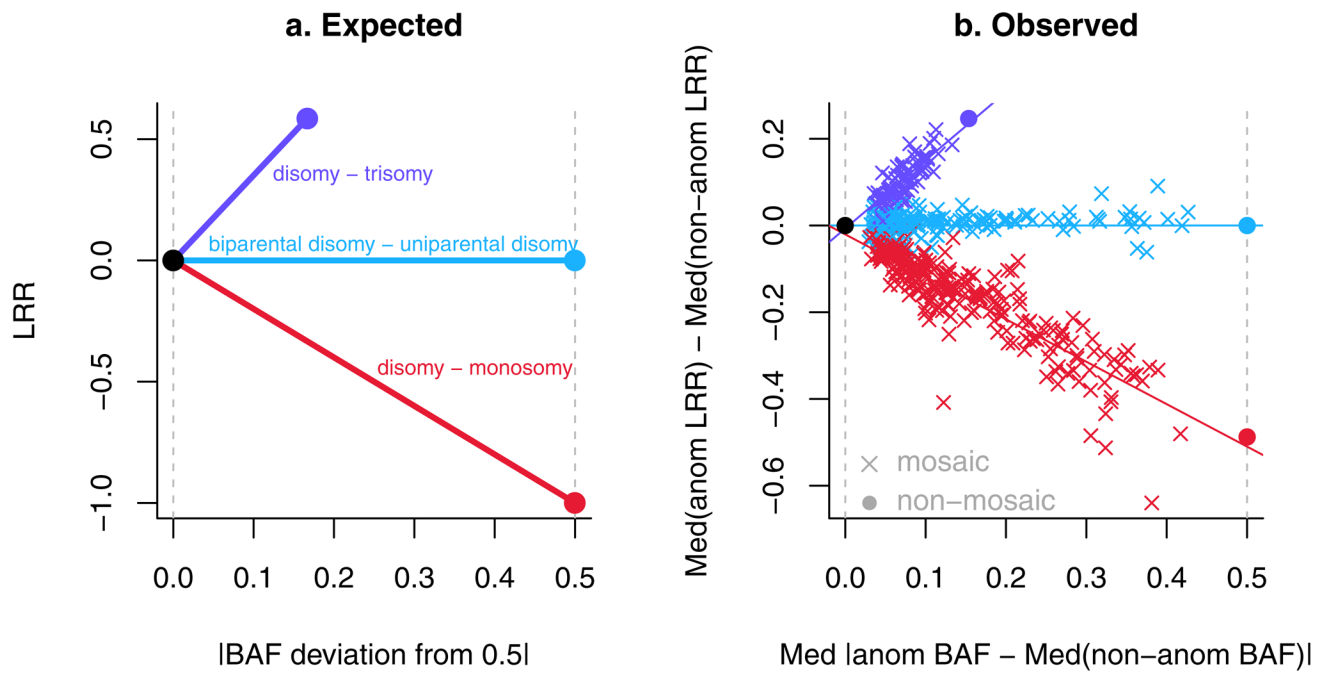 a. Expected
LRR
0.5
0.0
−0.5
−1.0
disomy − trisomy
biparental disomy − uniparental disomy
disomy − monosomy
0.0 0.1 0.2 0.3 0.4 0.5
|BAF deviation from 0.5|
b. Observed
Med(anom LRR) − Med(non−anom LRR)
0.2
0.0
−0.2
−0.4
−0.6
mosaic
non−mosaic
0.0 0.1 0.2 0.3 0.4 0.5
Med |anom BAF − Med(non−anom BAF)|